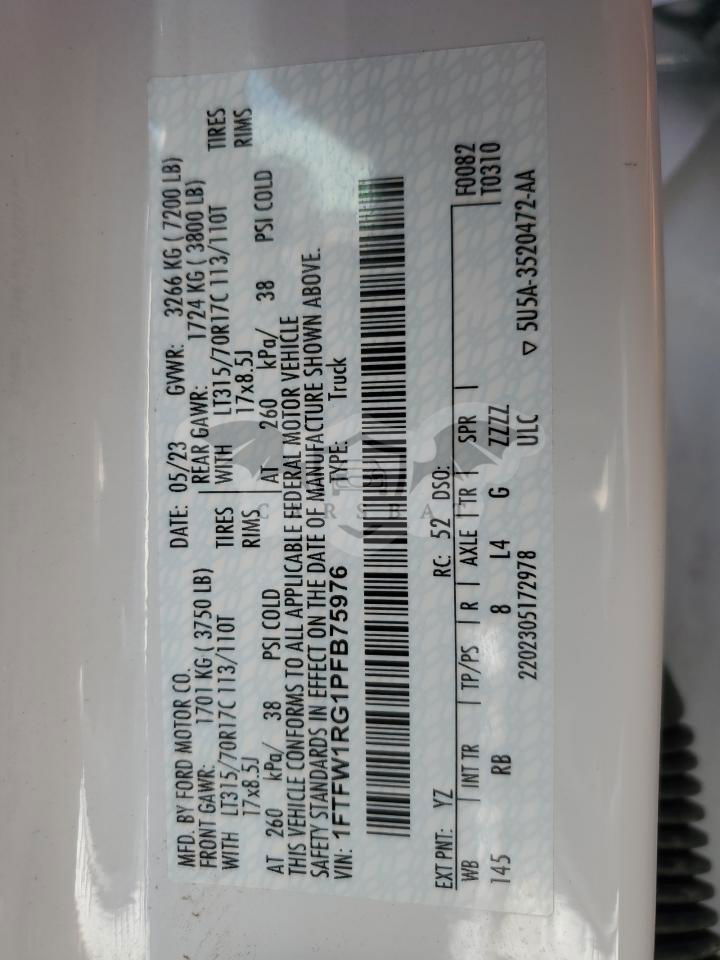 MFD. BY FORD MOTOR CO. DATE: 05/23 GVWR: 3266 KG ( 7200 LB)
FRONT GAWR: 1701 KG ( 3750 LB) REAR GAWR: 1724 KG ( 3800 LB)
WITH LT315/70R17C 113/110T TIRES WITH LT315/70R17C 113/110T TIRES
17x8.5J RIMS 17x8.5J RIMS
AT 260 kPa/ 38 PSI COLD AT 260 kPa/ 38 PSI COLD
THIS VEHICLE CONFORMS TO ALL APPLICABLE FEDERAL MOTOR VEHICLE
SAFETY STANDARDS IN EFFECT ON THE DATE OF MANUFACTURE SHOWN ABOVE.
VIN: 1FTFW1RG1PFB75976 TYPE: Truck
CARSBAT
EXT PNT: YZ RC: 52 DSO: F0082
WB INT TR TP/PS R AXLE TR SPR T0310
145 RB 8 L4 G ZZZZ
2202305172978 ULC ▽ 5U5A-3520472-AA